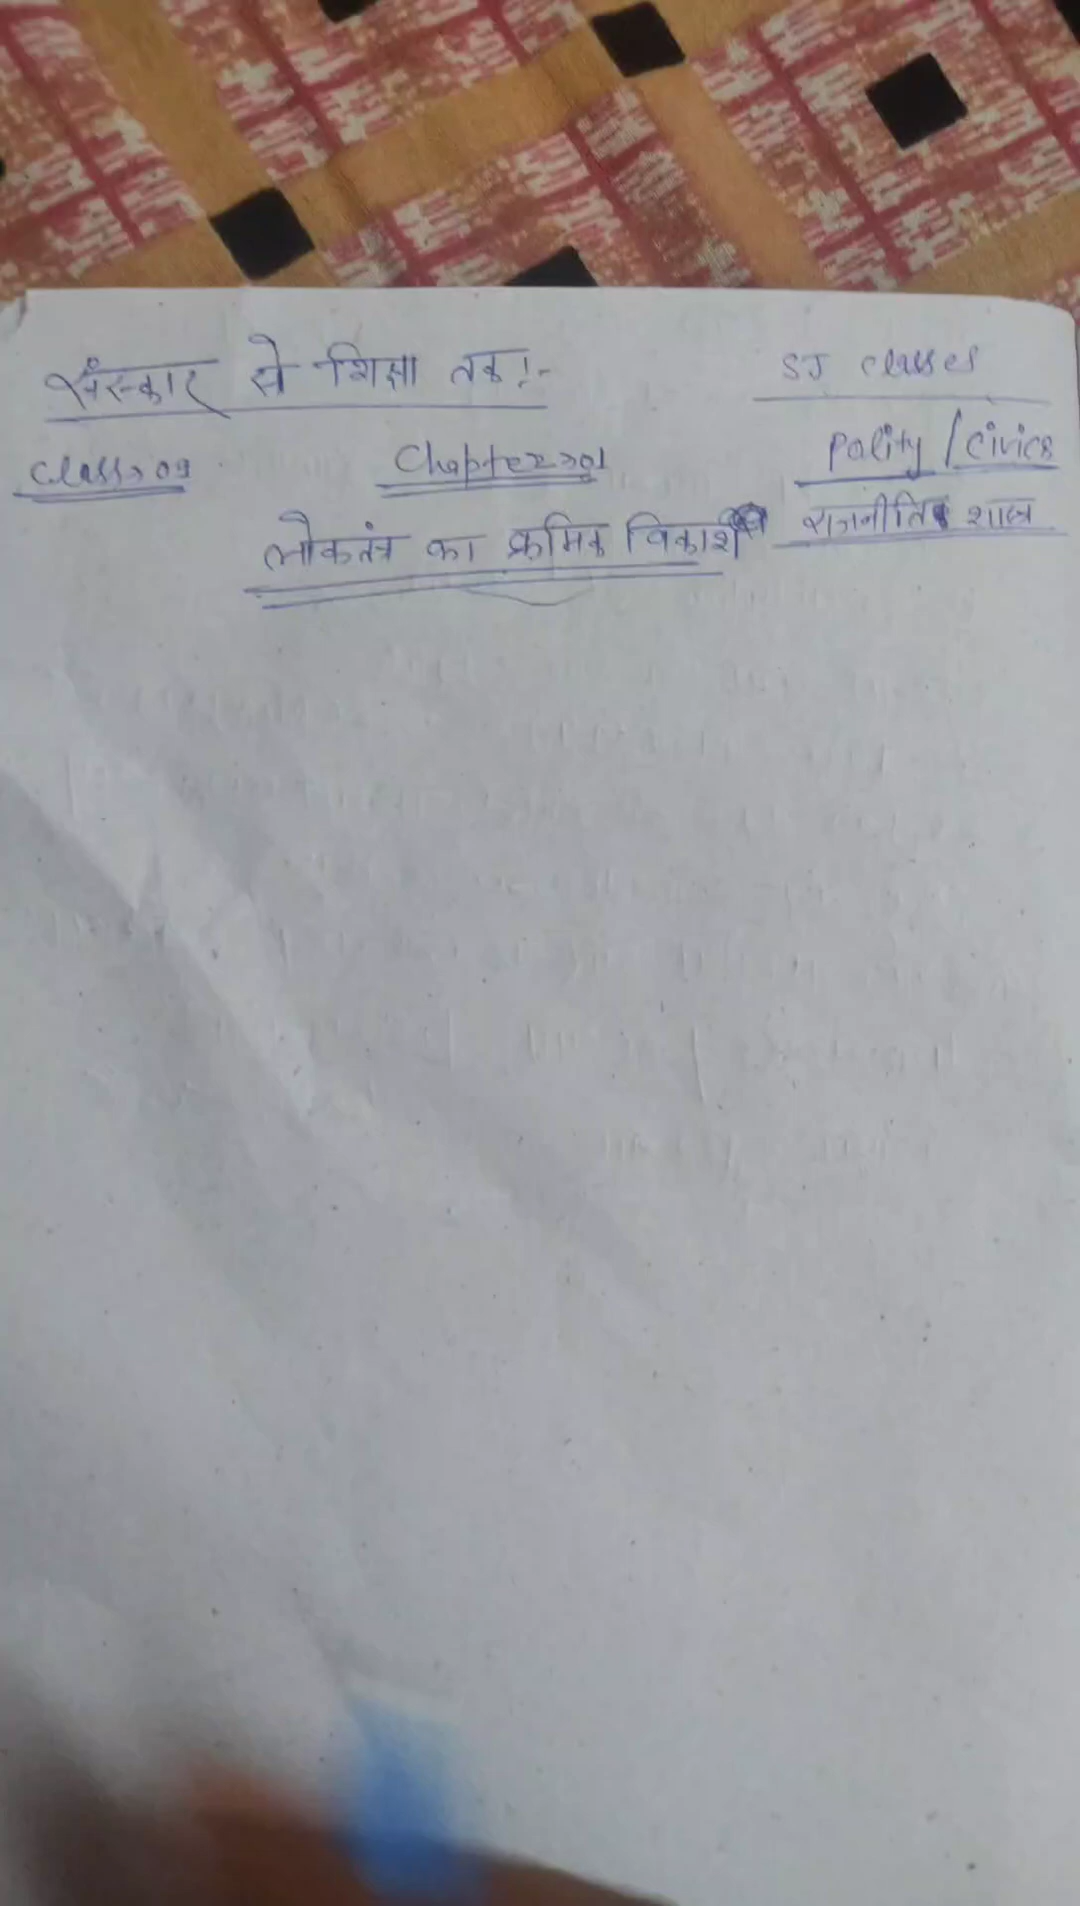 संस्कार से शिक्षा तक!-
SJ classes
Class→09
Chapter→01
Polity / Civics
लोकतंत्र का क्रमिक विकाश
राजनीतिक शास्त्र